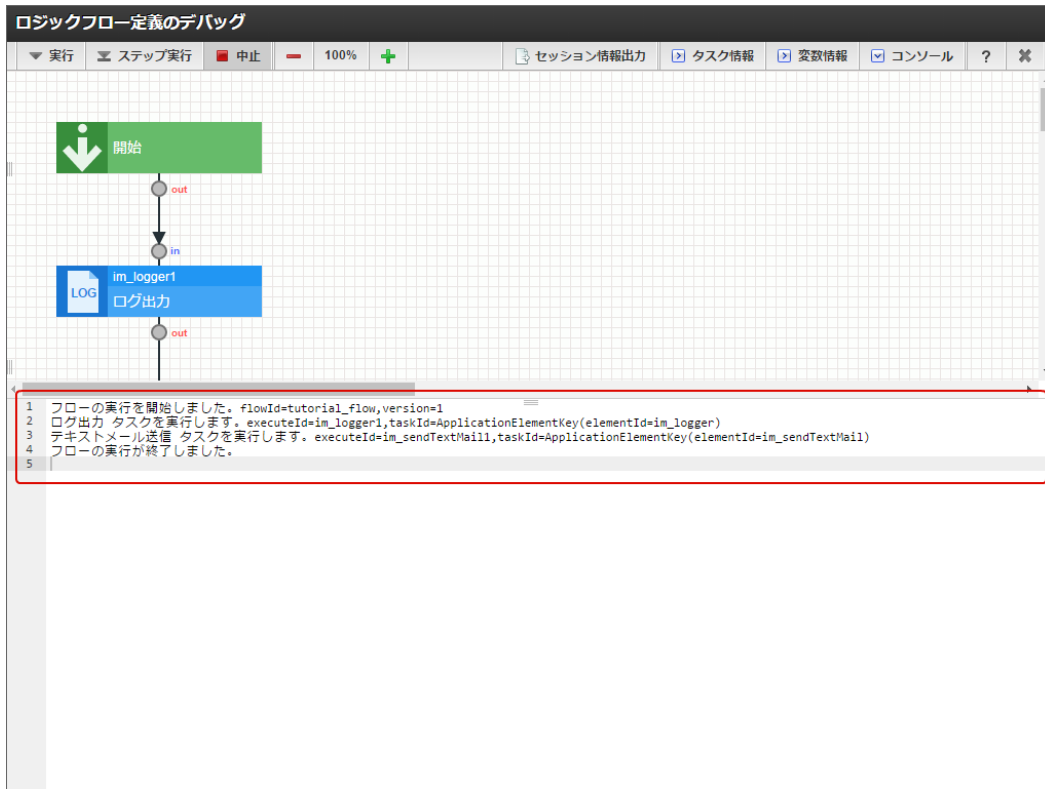 ロジックフロー定義のデバッグ
実行 ステップ実行 中止 100% セッション情報出力 タスク情報 変数情報 コンソール ?
開始
out
in
im_logger1
LOG
ログ出力
out
1 フローの実行を開始しました。flowId=tutorial_flow,version=1
2 ログ出力 タスクを実行します。executeId=im_logger1,taskId=ApplicationElementKey(elementId=im_logger)
3 テキストメール送信 タスクを実行します。executeId=im_sendTextMail1,taskId=ApplicationElementKey(elementId=im_sendTextMail)
4 フローの実行が終了しました。
5